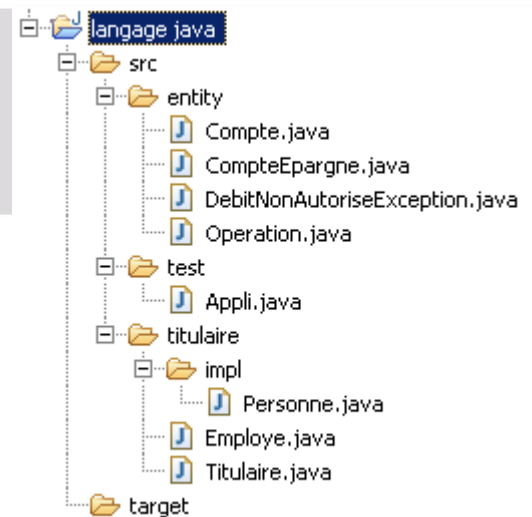 langage java
src
entity
Compte.java
CompteEpargne.java
DebitNonAutoriseException.java
Operation.java
test
Appli.java
titulaire
impl
Personne.java
Employe.java
Titulaire.java
target